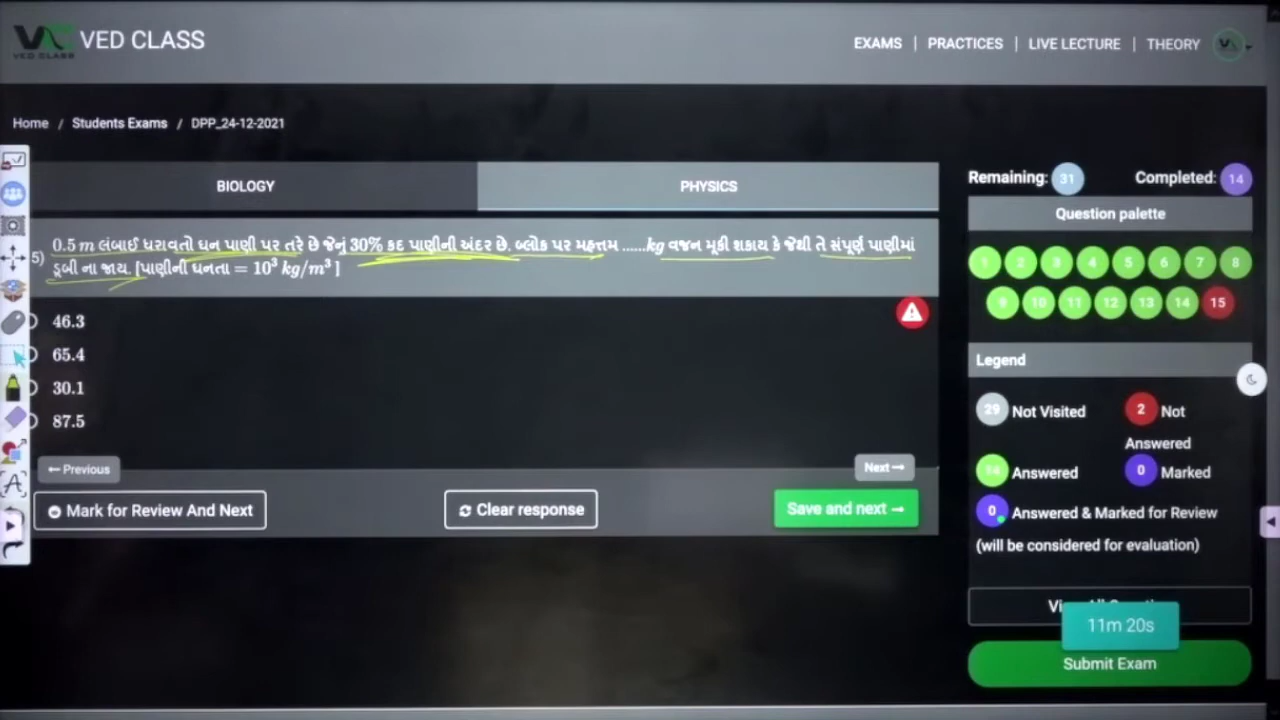 VED CLASS
VED CLASS
EXAMS | PRACTICES | LIVE LECTURE | THEORY
Home / Students Exams / DPP_24-12-2021
BIOLOGY
PHYSICS
5) 0.5 m લંબાઈ ધરાવતો ઘન પાણી પર તરે છે જેનું 30% કદ પાણીની અંદર છે. બ્લોક પર મહત્તમ ......kg વજન મૂકી શકાય કે જેથી તે સંપૂર્ણ પાણીમાં
ડૂબી ના જાય. [પાણીની ઘનતા = 10³ kg/m³ ]
46.3
65.4
30.1
87.5
← Previous
Next →
Mark for Review And Next
Clear response
Save and next →
Remaining: 31
Completed: 14
Question palette
1 2 3 4 5 6 7 8
9 10 11 12 13 14 15
Legend
29 Not Visited
2 Not
Answered
Answered
0 Marked
0 Answered & Marked for Review
(will be considered for evaluation)
11m 20s
Submit Exam